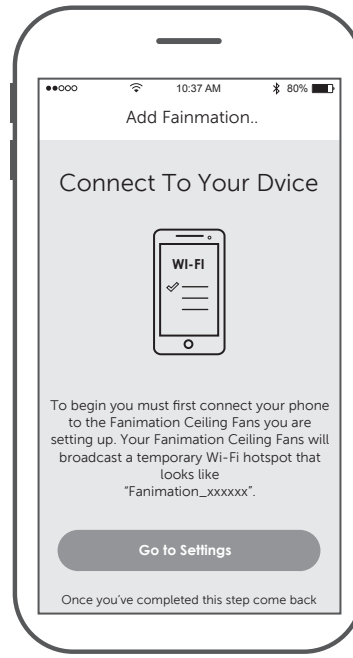 10:37 AM 80%
Add Fainmation..
Connect To Your Dvice
WI-FI
To begin you must first connect your phone
to the Fanimation Ceiling Fans you are
setting up. Your Fanimation Ceiling Fans will
broadcast a temporary Wi-Fi hotspot that
looks like
“Fanimation_xxxxxx”.
Go to Settings
Once you’ve completed this step come back